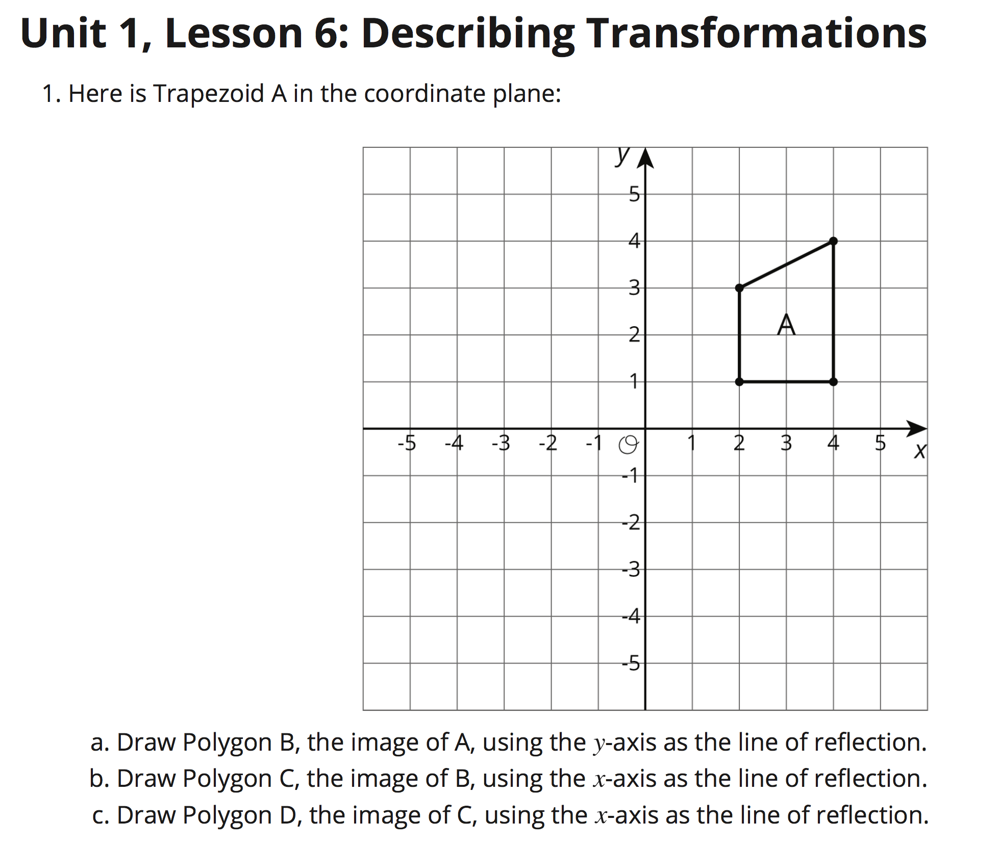 Unit 1, Lesson 6: Describing Transformations
1. Here is Trapezoid A in the coordinate plane:
y
5
4
3
A
2
1
-5 -4 -3 -2 -1 O 1 2 3 4 5 x
-1
-2
-3
-4
-5
a. Draw Polygon B, the image of A, using the y-axis as the line of reflection.
b. Draw Polygon C, the image of B, using the x-axis as the line of reflection.
c. Draw Polygon D, the image of C, using the x-axis as the line of reflection.